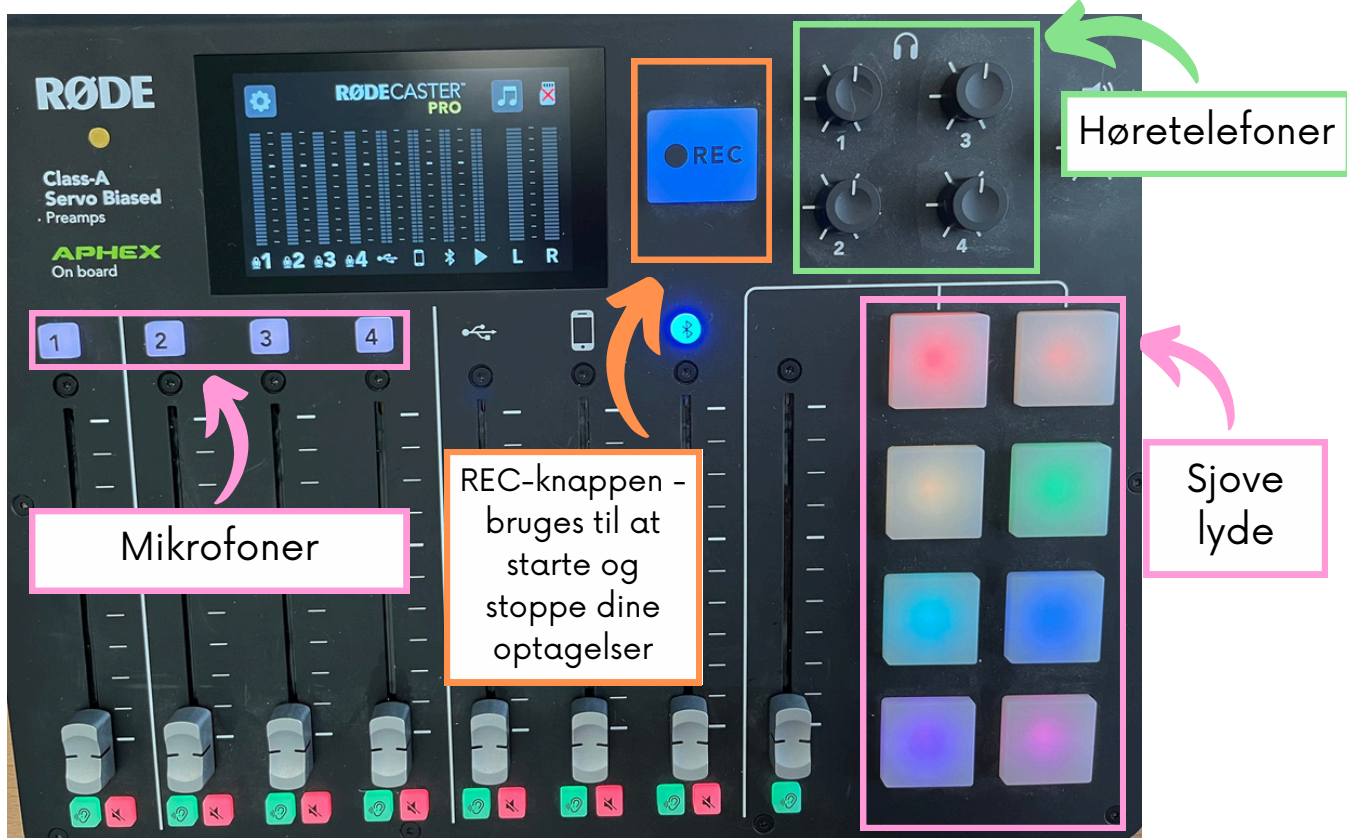 RØDE
Class-A
Servo Biased
Preamps
APHEX
On board
RØDECASTER™
PRO
1 2 3 4 L R
REC
1
3
2
4
Høretelefoner
1
2
3
4
Mikrofoner
REC-knappen -
bruges til at
starte og
stoppe dine
optagelser
Sjove
lyde